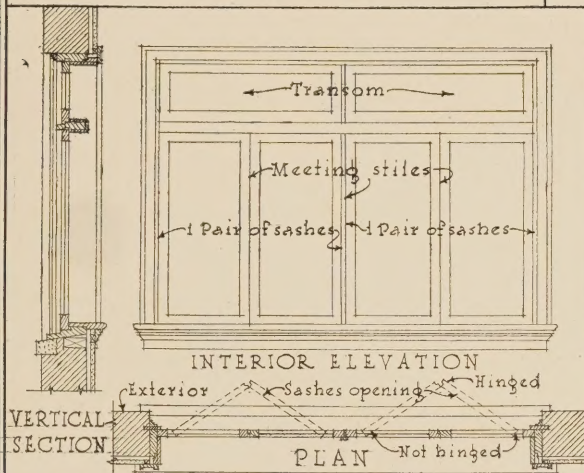 Transom
Meeting stiles
1 Pair of sashes
1 Pair of sashes
INTERIOR ELEVATION
Exterior
Sashes opening
Hinged
VERTICAL
SECTION
Not hinged
PLAN